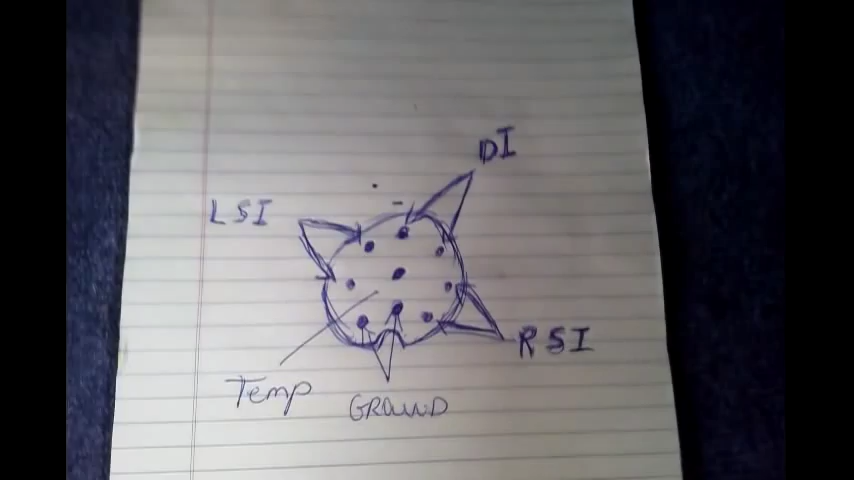 DI
LSI
RSI
Temp
GROUND